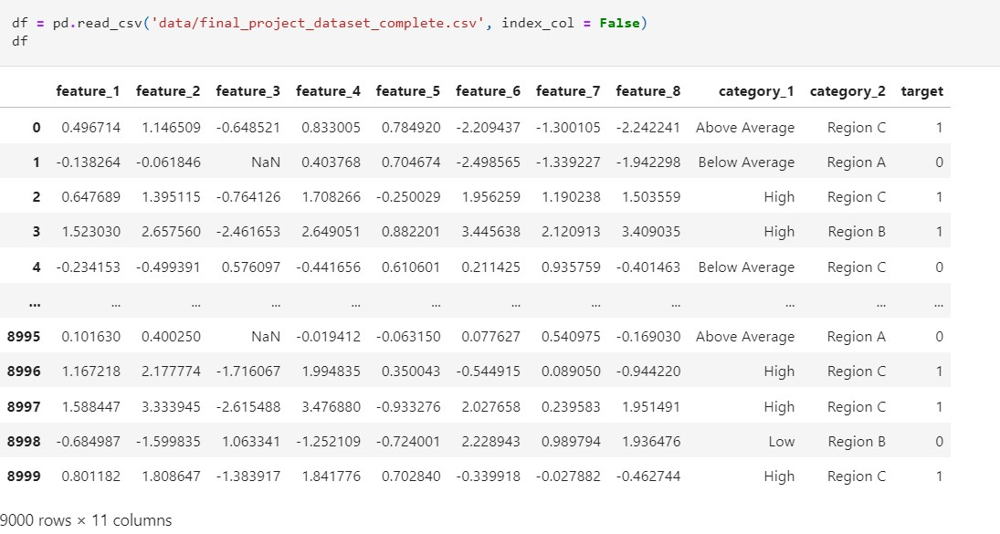 df = pd.read_csv('data/final_project_dataset_complete.csv', index_col = False)
df
feature_1 feature_2 feature_3 feature_4 feature_5 feature_6 feature_7 feature_8 category_1 category_2 target
0 0.496714 1.146509 -0.648521 0.833005 0.784920 -2.209437 -1.300105 -2.242241 Above Average Region C 1
1 -0.138264 -0.061846 NaN 0.403768 0.704674 -2.498565 -1.339227 -1.942298 Below Average Region A 0
2 0.647689 1.395115 -0.764126 1.708266 -0.250029 1.956259 1.190238 1.503559 High Region C 1
3 1.523030 2.657560 -2.461653 2.649051 0.882201 3.445638 2.120913 3.409035 High Region B 1
4 -0.234153 -0.499391 0.576097 -0.441656 0.610601 0.211425 0.935759 -0.401463 Below Average Region C 0
... ... ... ... ... ... ... ... ... ... ... ...
8995 0.101630 0.400250 NaN -0.019412 -0.063150 0.077627 0.540975 -0.169030 Above Average Region A 0
8996 1.167218 2.177774 -1.716067 1.994835 0.350043 -0.544915 0.089050 -0.944220 High Region C 1
8997 1.588447 3.333945 -2.615488 3.476880 -0.933276 2.027658 0.239583 1.951491 High Region C 1
8998 -0.684987 -1.599835 1.063341 -1.252109 -0.724001 2.228943 0.989794 1.936476 Low Region B 0
8999 0.801182 1.808647 -1.383917 1.841776 0.702840 -0.339918 -0.027882 -0.462744 High Region C 1
9000 rows × 11 columns